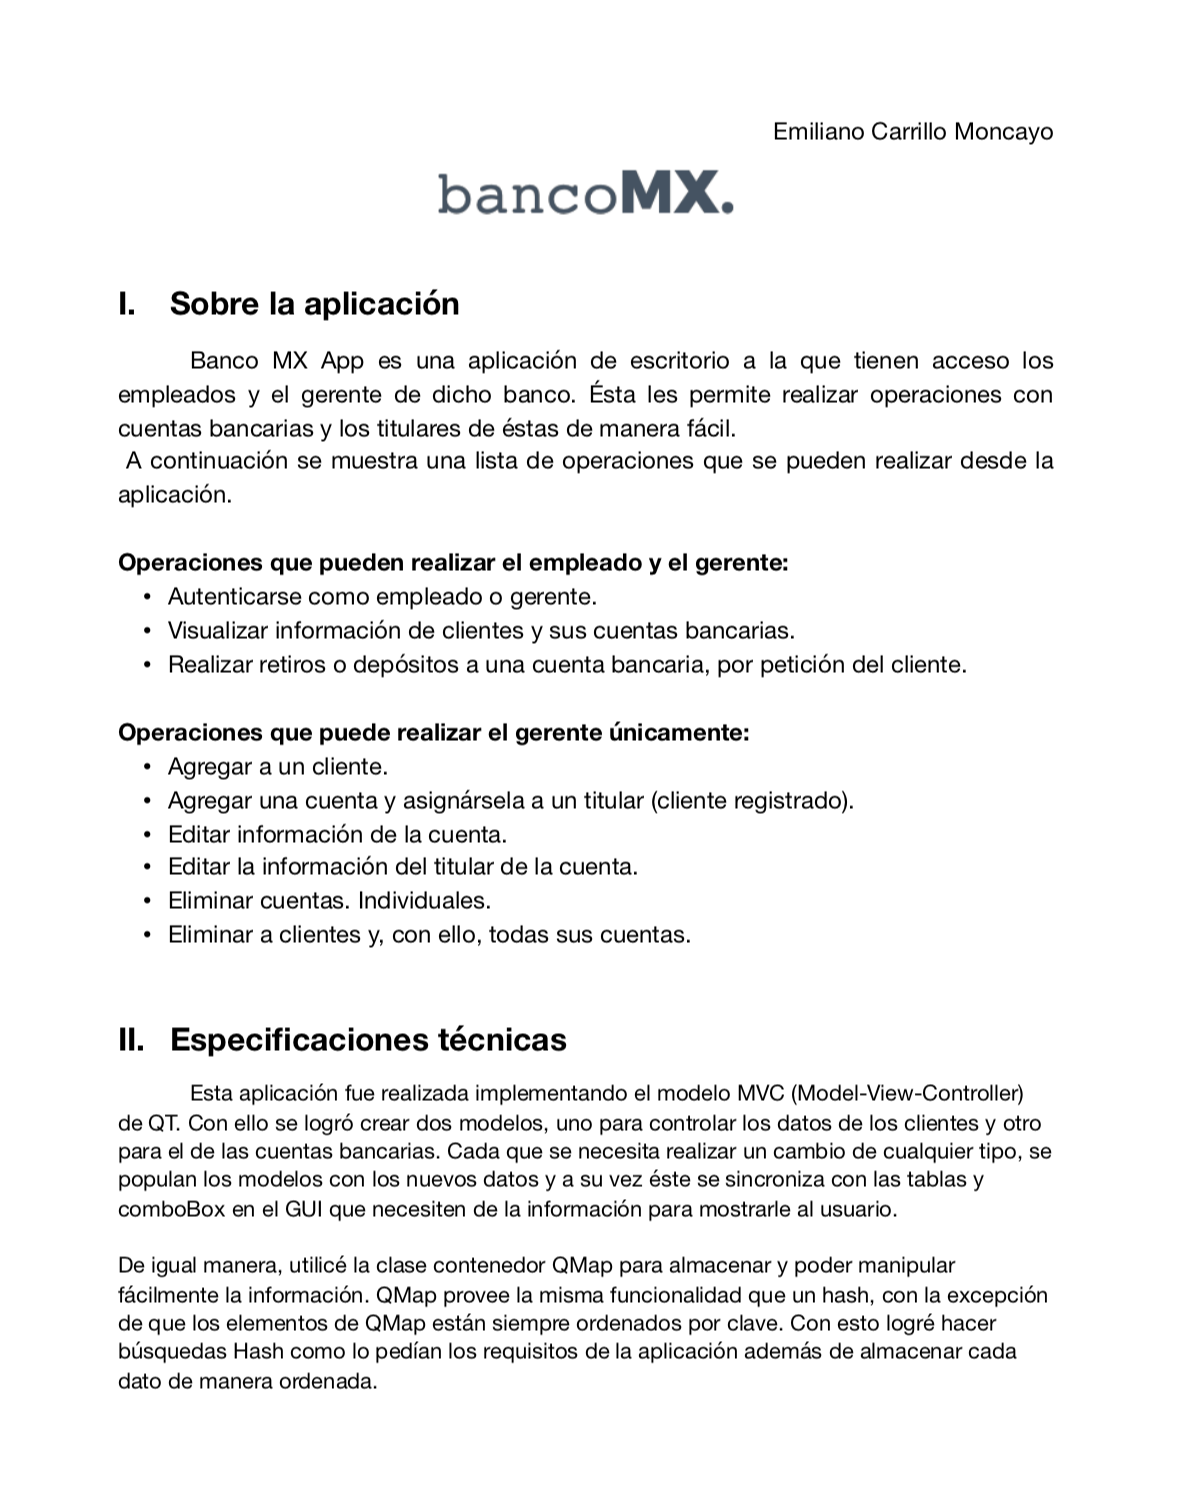 Emiliano Carrillo Moncayo
bancoMX.
I. Sobre la aplicación
Banco MX App es una aplicación de escritorio a la que tienen acceso los
empleados y el gerente de dicho banco. Ésta les permite realizar operaciones con
cuentas bancarias y los titulares de éstas de manera fácil.
A continuación se muestra una lista de operaciones que se pueden realizar desde la
aplicación.
Operaciones que pueden realizar el empleado y el gerente:
• Autenticarse como empleado o gerente.
• Visualizar información de clientes y sus cuentas bancarias.
• Realizar retiros o depósitos a una cuenta bancaria, por petición del cliente.
Operaciones que puede realizar el gerente únicamente:
• Agregar a un cliente.
• Agregar una cuenta y asignársela a un titular (cliente registrado).
• Editar información de la cuenta.
• Editar la información del titular de la cuenta.
• Eliminar cuentas. Individuales.
• Eliminar a clientes y, con ello, todas sus cuentas.
II. Especificaciones técnicas
Esta aplicación fue realizada implementando el modelo MVC (Model-View-Controller)
de QT. Con ello se logró crear dos modelos, uno para controlar los datos de los clientes y otro
para el de las cuentas bancarias. Cada que se necesita realizar un cambio de cualquier tipo, se
populan los modelos con los nuevos datos y a su vez éste se sincroniza con las tablas y
comboBox en el GUI que necesiten de la información para mostrarle al usuario.
De igual manera, utilicé la clase contenedor QMap para almacenar y poder manipular
fácilmente la información. QMap provee la misma funcionalidad que un hash, con la excepción
de que los elementos de QMap están siempre ordenados por clave. Con esto logré hacer
búsquedas Hash como lo pedían los requisitos de la aplicación además de almacenar cada
dato de manera ordenada.